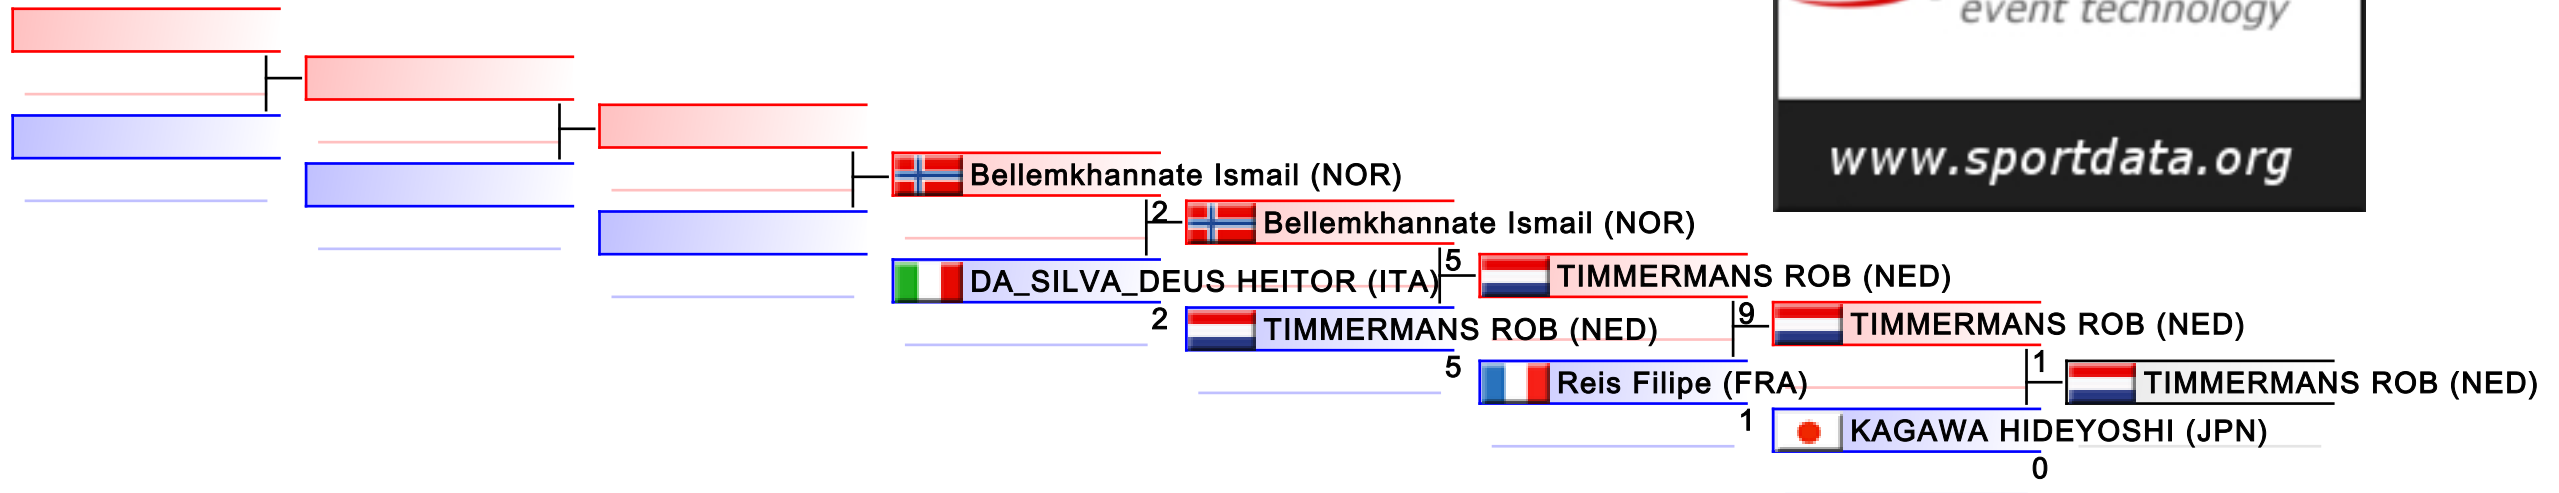 event technology
www.sportdata.org
Bellemkhannate Ismail (NOR)
2
Bellemkhannate Ismail (NOR)
5
DA_SILVA_DEUS HEITOR (ITA)
2
TIMMERMANS ROB (NED)
9
TIMMERMANS ROB (NED)
5
TIMMERMANS ROB (NED)
1
Reis Filipe (FRA)
1
TIMMERMANS ROB (NED)
KAGAWA HIDEYOSHI (JPN)
0